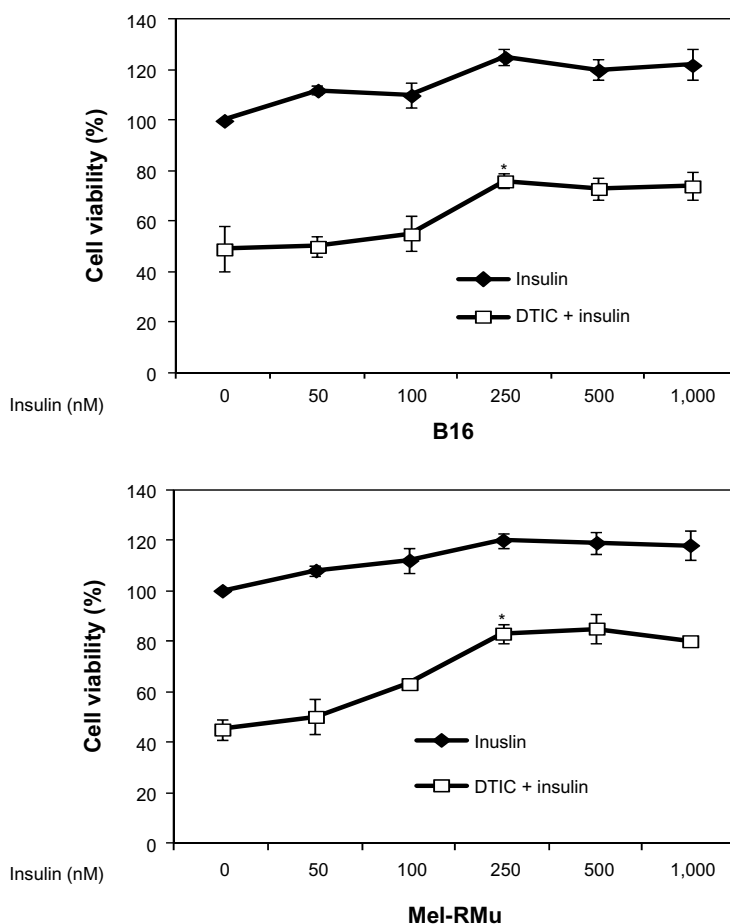 140
120
100
80
60
40
20
0
Cell viability (%)
*
Insulin
DTIC + insulin
Insulin (nM)
0 50 100 250 500 1,000
B16
140
120
100
80
60
40
20
0
Cell viability (%)
*
Inuslin
DTIC + insulin
Insulin (nM)
0 50 100 250 500 1,000
Mel-RMu